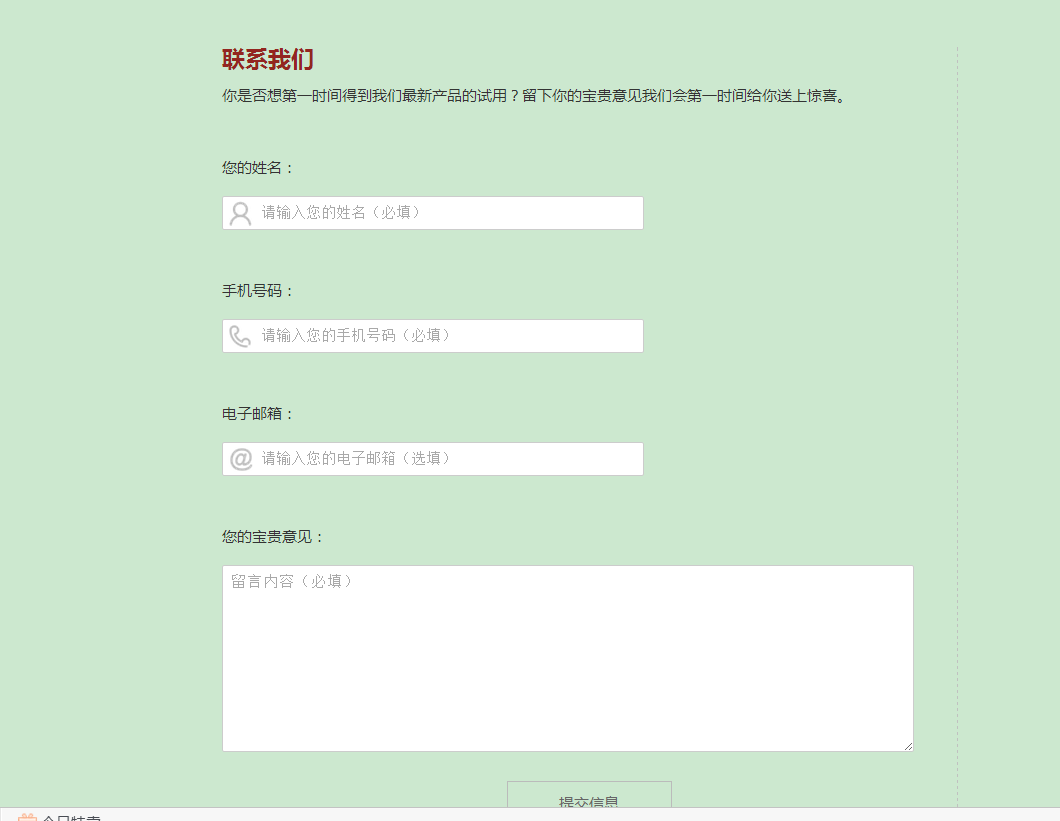 联系我们
你是否想第一时间得到我们最新产品的试用？留下你的宝贵意见我们会第一时间给你送上惊喜。
您的姓名：
请输入您的姓名（必填）
手机号码：
请输入您的手机号码（必填）
电子邮箱：
@ 请输入您的电子邮箱（选填）
您的宝贵意见：
留言内容（必填）
提交信息
今日特卖